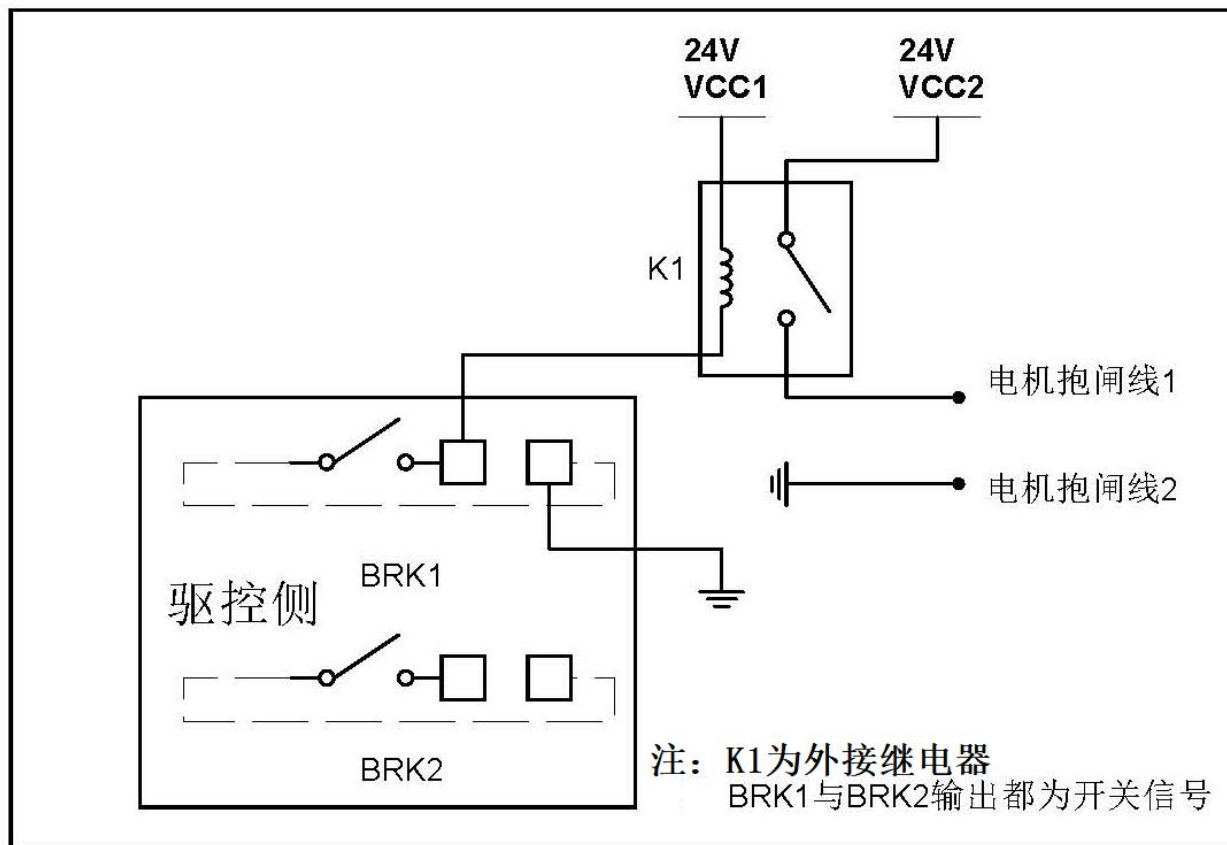 24V
VCC1
24V
VCC2
K1
电机抱闸线1
电机抱闸线2
BRK1
驱控侧
BRK2
注：K1为外接继电器
BRK1与BRK2输出都为开关信号